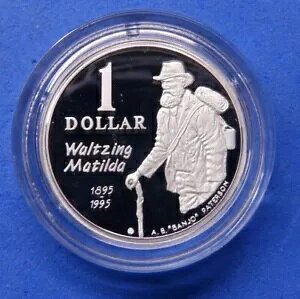 1
DOLLAR
Waltzing
Matilda
1895
1995
A. B. "BANJO" PATERSON